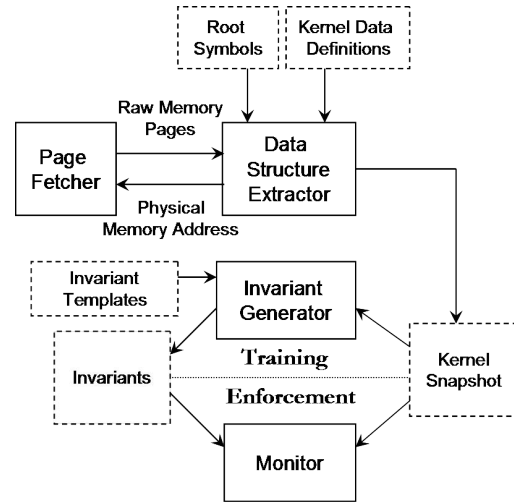 Root
Symbols
Kernel Data
Definitions
Raw Memory
Pages
Page
Fetcher
Data
Structure
Extractor
Physical
Memory Address
Invariant
Templates
Invariant
Generator
Training
Invariants
Kernel
Snapshot
Enforcement
Monitor